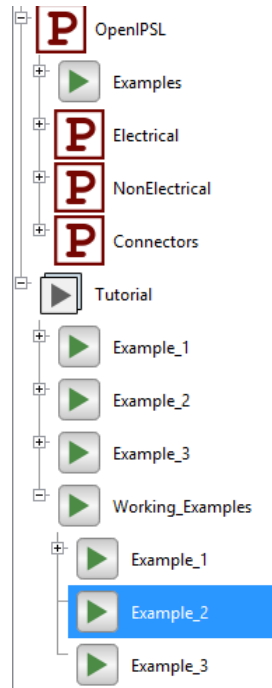 P OpenIPSL
Examples
P Electrical
P NonElectrical
P Connectors
Tutorial
Example_1
Example_2
Example_3
Working_Examples
Example_1
Example_2
Example_3